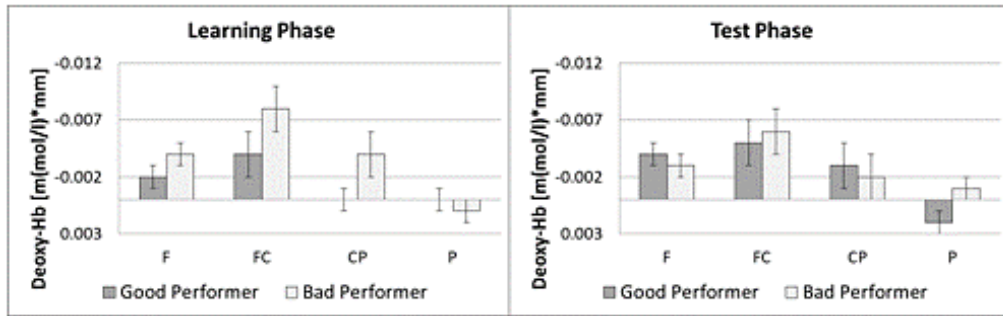 Learning Phase
Deoxy-Hb [m(mol/l)*mm]
-0.012
-0.007
-0.002
0.003
F FC CP P
Good Performer Bad Performer
Test Phase
Deoxy-Hb [m(mol/l)*mm]
-0.012
-0.007
-0.002
0.003
F FC CP P
Good Performer Bad Performer